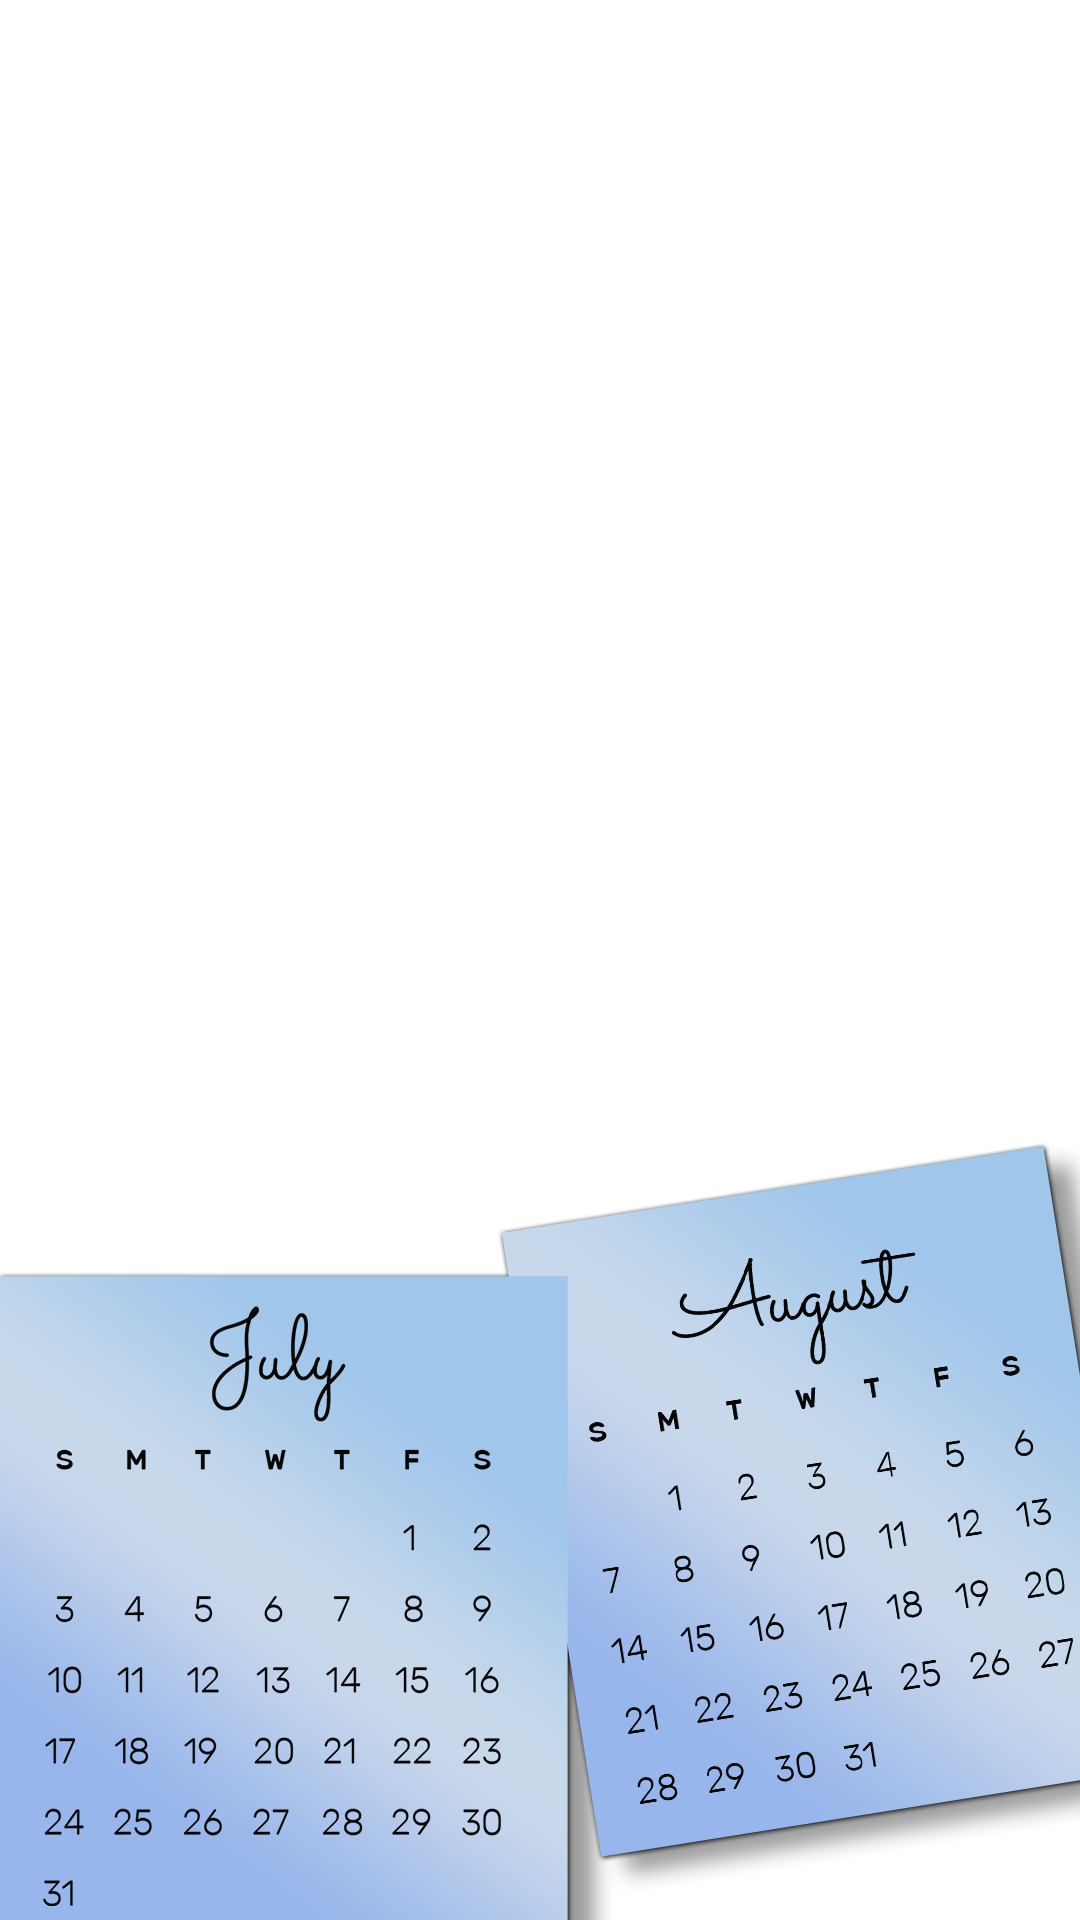 July
S M T W T F S
1 2
3 4 5 6 7 8 9
10 11 12 13 14 15 16
17 18 19 20 21 22 23
24 25 26 27 28 29 30
31
August
S M T W T F S
1 2 3 4 5 6
7 8 9 10 11 12 13
14 15 16 17 18 19 20
21 22 23 24 25 26 27
28 29 30 31